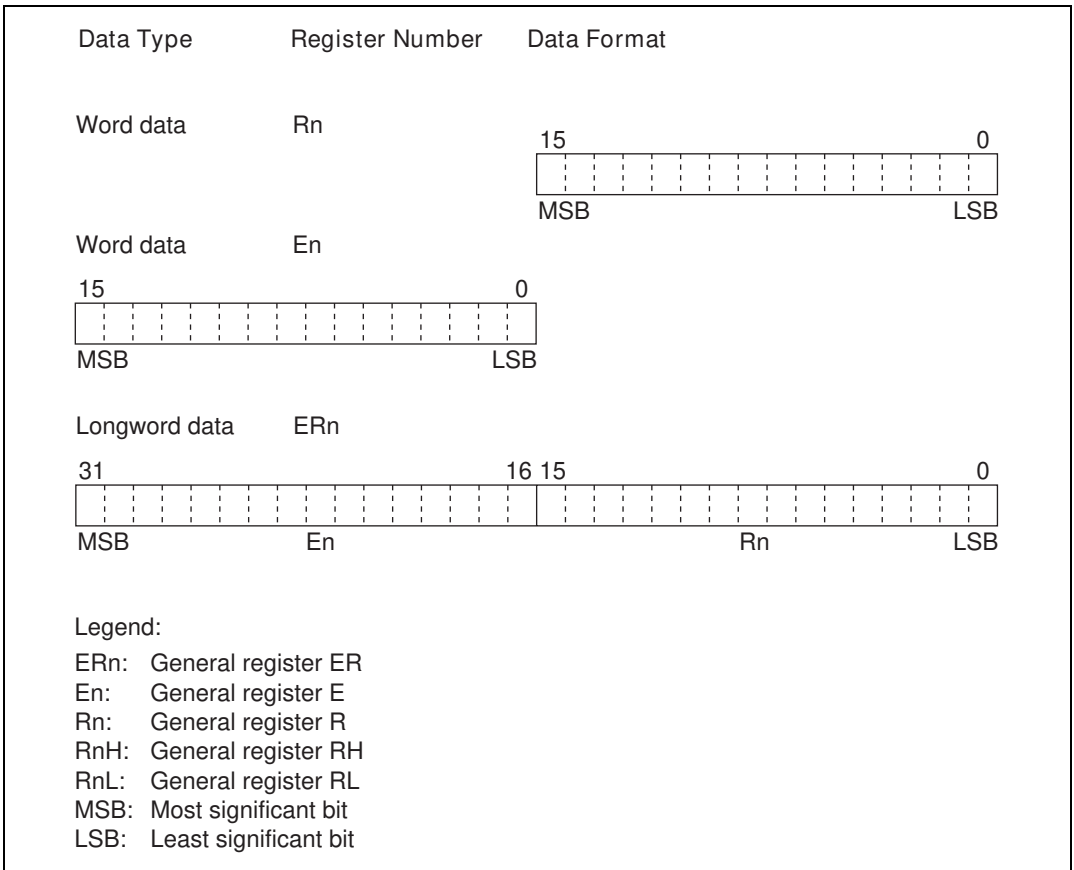 Data Type Register Number Data Format
Word data Rn
15 0
MSB LSB
Word data En
15 0
MSB LSB
Longword data ERn
31 16 15 0
MSB En Rn LSB
Legend:
ERn: General register ER
En: General register E
Rn: General register R
RnH: General register RH
RnL: General register RL
MSB: Most significant bit
LSB: Least significant bit